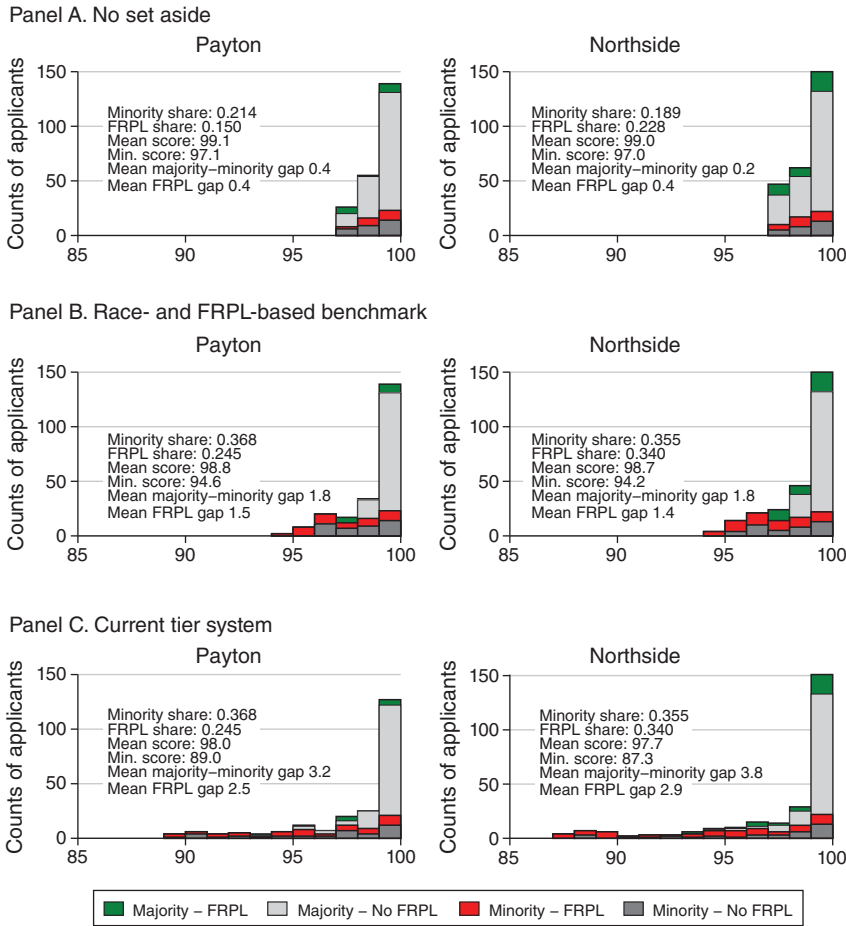 Panel A. No set aside
Payton
Counts of applicants
150
100
50
0
Minority share: 0.214
FRPL share: 0.150
Mean score: 99.1
Min. score: 97.1
Mean majority–minority gap 0.4
Mean FRPL gap 0.4
85 90 95 100
Northside
Counts of applicants
150
100
50
0
Minority share: 0.189
FRPL share: 0.228
Mean score: 99.0
Min. score: 97.0
Mean majority–minority gap 0.2
Mean FRPL gap 0.4
85 90 95 100
Panel B. Race- and FRPL-based benchmark
Payton
Counts of applicants
150
100
50
0
Minority share: 0.368
FRPL share: 0.245
Mean score: 98.8
Min. score: 94.6
Mean majority–minority gap 1.8
Mean FRPL gap 1.5
85 90 95 100
Northside
Counts of applicants
150
100
50
0
Minority share: 0.355
FRPL share: 0.340
Mean score: 98.7
Min. score: 94.2
Mean majority–minority gap 1.8
Mean FRPL gap 1.4
85 90 95 100
Panel C. Current tier system
Payton
Counts of applicants
150
100
50
0
Minority share: 0.368
FRPL share: 0.245
Mean score: 98.0
Min. score: 89.0
Mean majority–minority gap 3.2
Mean FRPL gap 2.5
85 90 95 100
Northside
Counts of applicants
150
100
50
0
Minority share: 0.355
FRPL share: 0.340
Mean score: 97.7
Min. score: 87.3
Mean majority–minority gap 3.8
Mean FRPL gap 2.9
85 90 95 100
Majority – FRPL Majority – No FRPL Minority – FRPL Minority – No FRPL